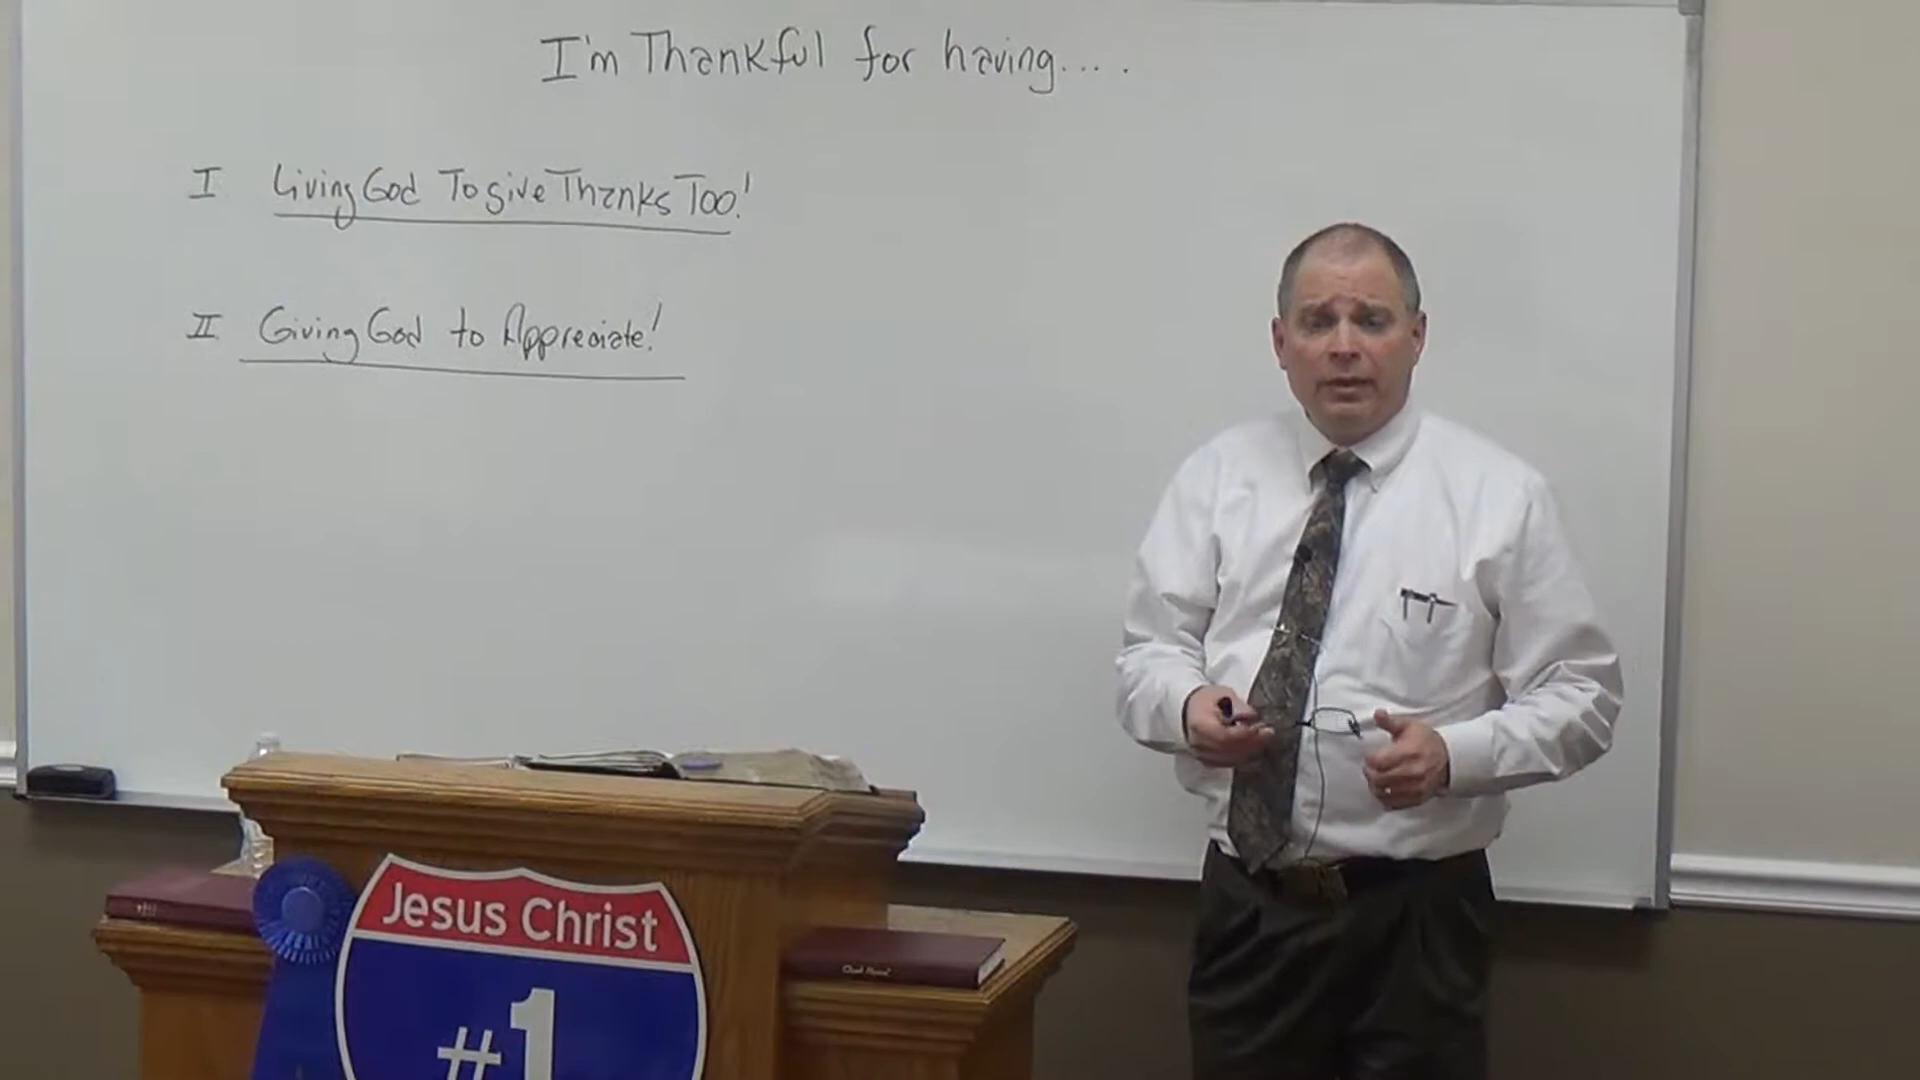 I'm Thankful for having....
I Living God To give Thanks Too!
II Giving God to Appreciate!
Jesus Christ
#1